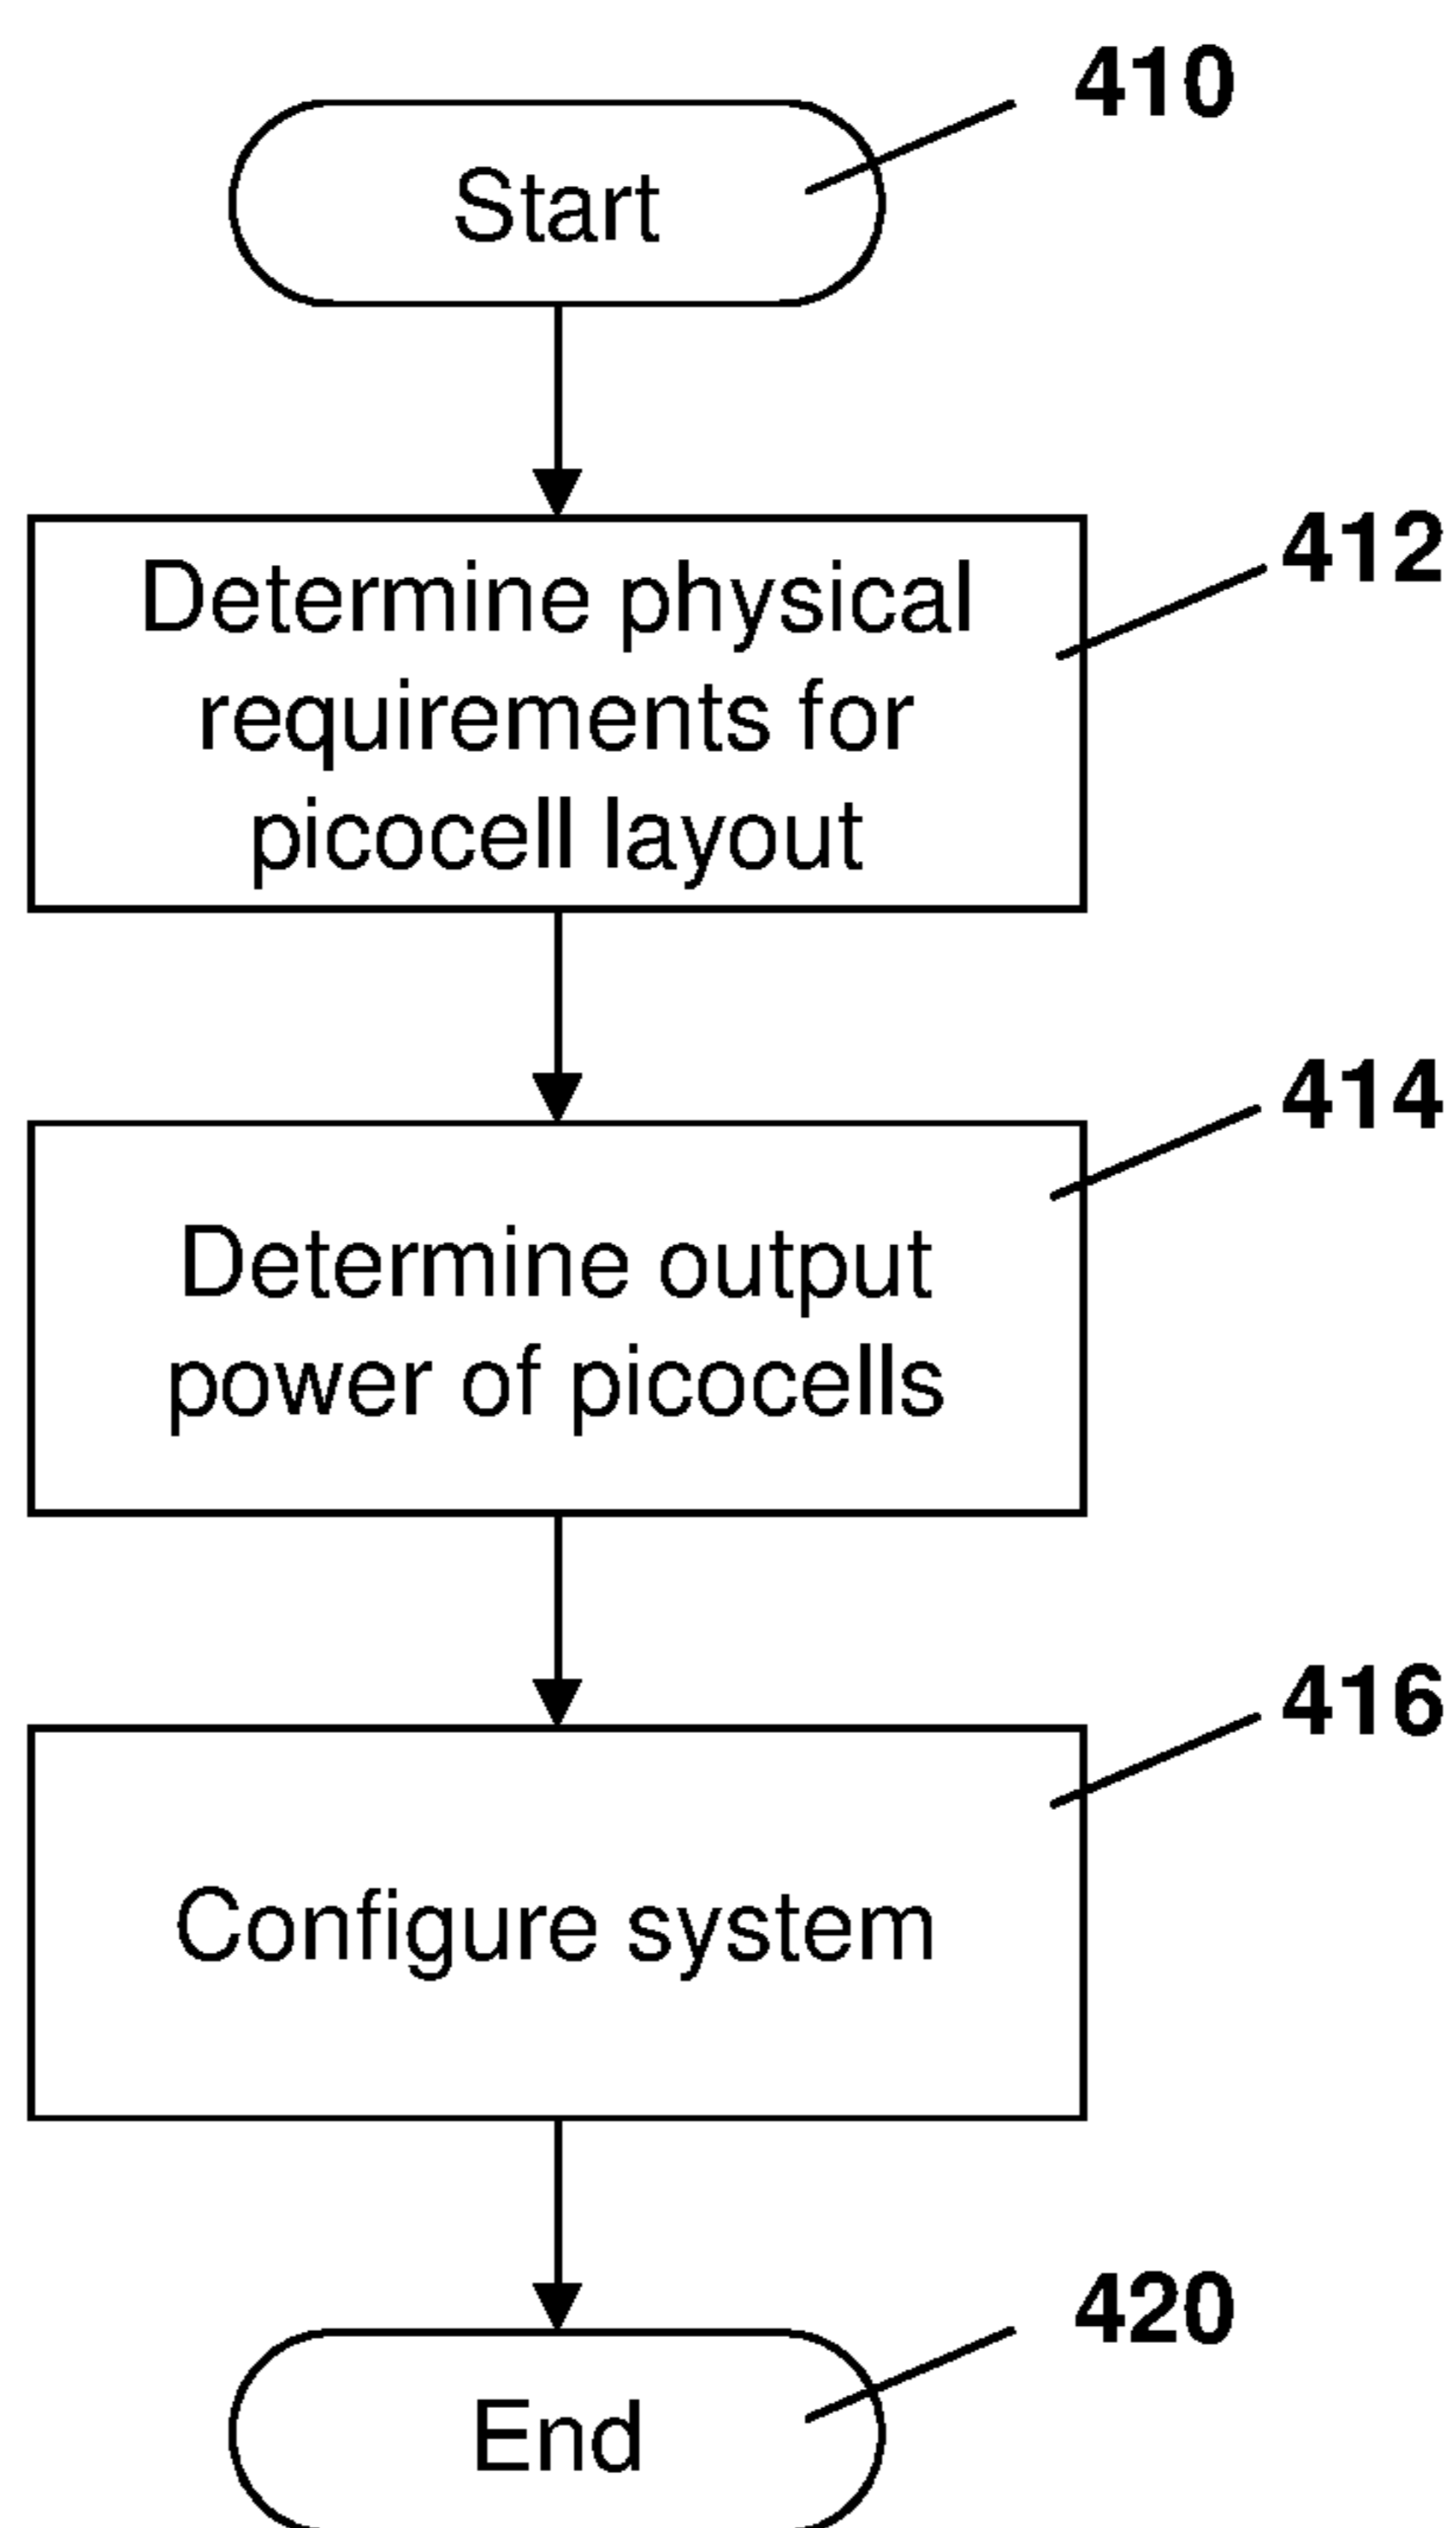 410
Start
412
Determine physical
requirements for
picocell layout
414
Determine output
power of picocells
416
Configure system
420
End